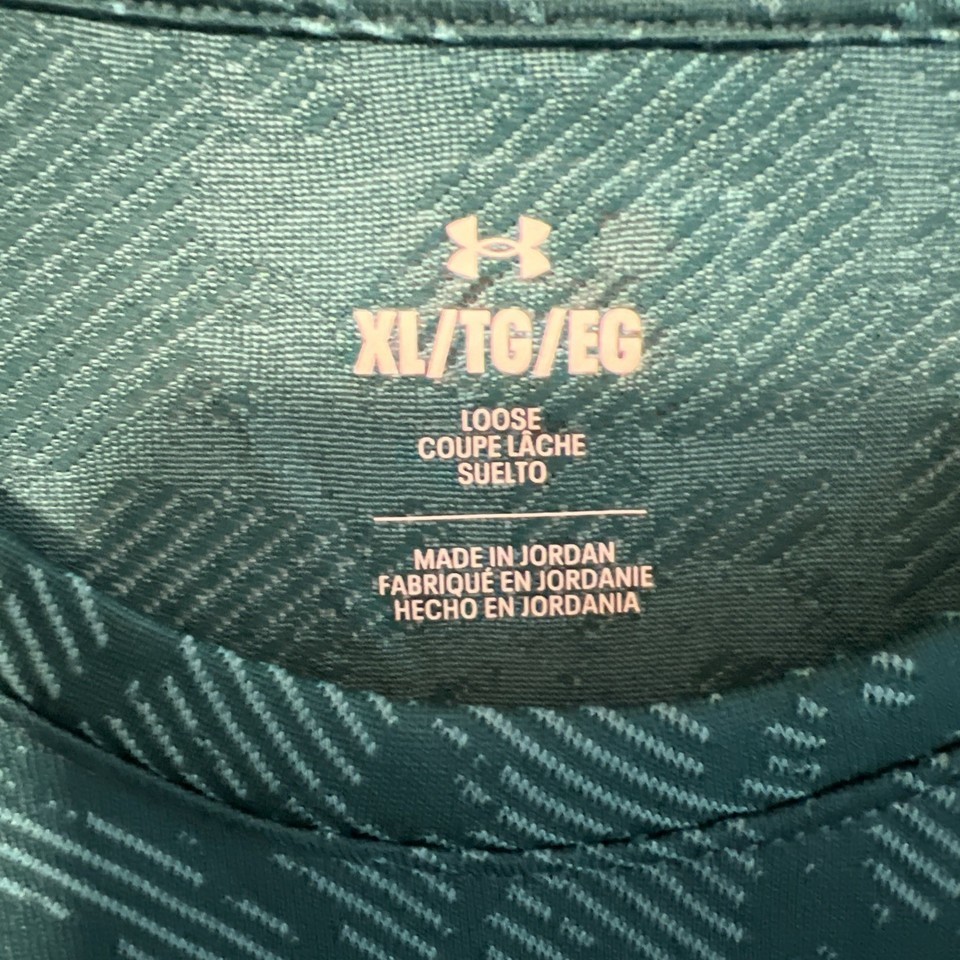 XL/TG/EG
LOOSE
COUPE LÂCHE
SUELTO
MADE IN JORDAN
FABRIQUÉ EN JORDANIE
HECHO EN JORDANIA